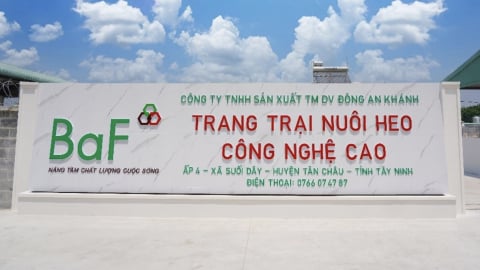 BaF
NÂNG TẦM CHẤT LƯỢNG CUỘC SỐNG
CÔNG TY TNHH SẢN XUẤT TM DV ĐÔNG AN KHÁNH
TRANG TRẠI NUÔI HEO
CÔNG NGHỆ CAO
ẤP 4 - XÃ SUỐI DÂY - HUYỆN TÂN CHÂU - TỈNH TÂY NINH
ĐIỆN THOẠI: 0766 07 47 87